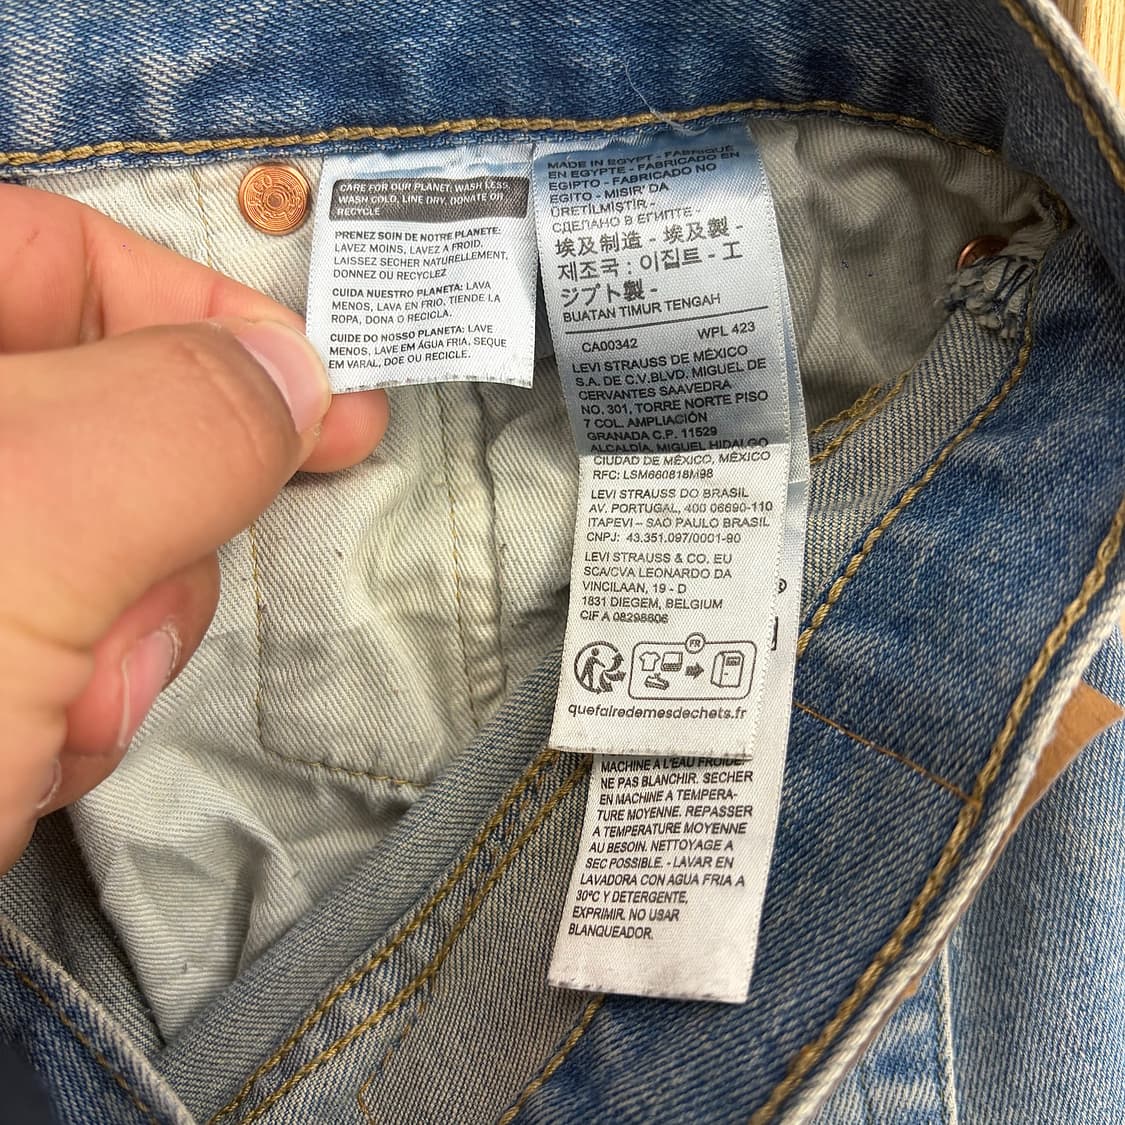 CARE FOR OUR PLANET: WASH LESS,
WASH COLD, LINE DRY, DONATE OR
RECYCLE
PRENEZ SOIN DE NOTRE PLANETE:
LAVEZ MOINS, LAVEZ A FROID,
LAISSEZ SECHER NATURELLEMENT,
DONNEZ OU RECYCLEZ
CUIDA NUESTRO PLANETA: LAVA
MENOS, LAVA EN FRIO, TIENDE LA
ROPA, DONA O RECICLA.
CUIDE DO NOSSO PLANETA: LAVE
MENOS, LAVE EM ÁGUA FRIA, SEQUE
EM VARAL, DOE OU RECICLE.
MADE IN EGYPT - FABRIQUÉ
EN EGYPTE - FABRICADO EN
EGIPTO - FABRICADO NO
EGITO - MISIR' DA
ÜRETİLMİŞTİR -
СДЕЛАНО В ЕГИПТЕ -
埃及制造 - 埃及製 -
제조국 : 이집트 - エ
ジプト製 -
BUATAN TIMUR TENGAH
CA00342 WPL 423
LEVI STRAUSS DE MÉXICO
S.A. DE C.V.BLVD. MIGUEL DE
CERVANTES SAAVEDRA
NO. 301, TORRE NORTE PISO
7 COL. AMPLIACIÓN
GRANADA C.P. 11529
ALCALDÍA, MIGUEL HIDALGO
CIUDAD DE MÉXICO, MÉXICO
RFC: LSM660818M98
LEVI STRAUSS DO BRASIL
AV. PORTUGAL, 400 06690-110
ITAPEVI – SAO PAULO BRASIL
CNPJ: 43.351.097/0001-90
LEVI STRAUSS & CO. EU
SCA/CVA LEONARDO DA
VINCILAAN, 19 - D
1831 DIEGEM, BELGIUM
CIF A 08298606
FR
quefairedemesdechets.fr
MACHINE A L'EAU FROIDE.
NE PAS BLANCHIR. SECHER
EN MACHINE A TEMPERA-
TURE MOYENNE. REPASSER
A TEMPERATURE MOYENNE
AU BESOIN. NETTOYAGE A
SEC POSSIBLE. - LAVAR EN
LAVADORA CON AGUA FRIA A
30ºC Y DETERGENTE,
EXPRIMIR. NO USAR
BLANQUEADOR.